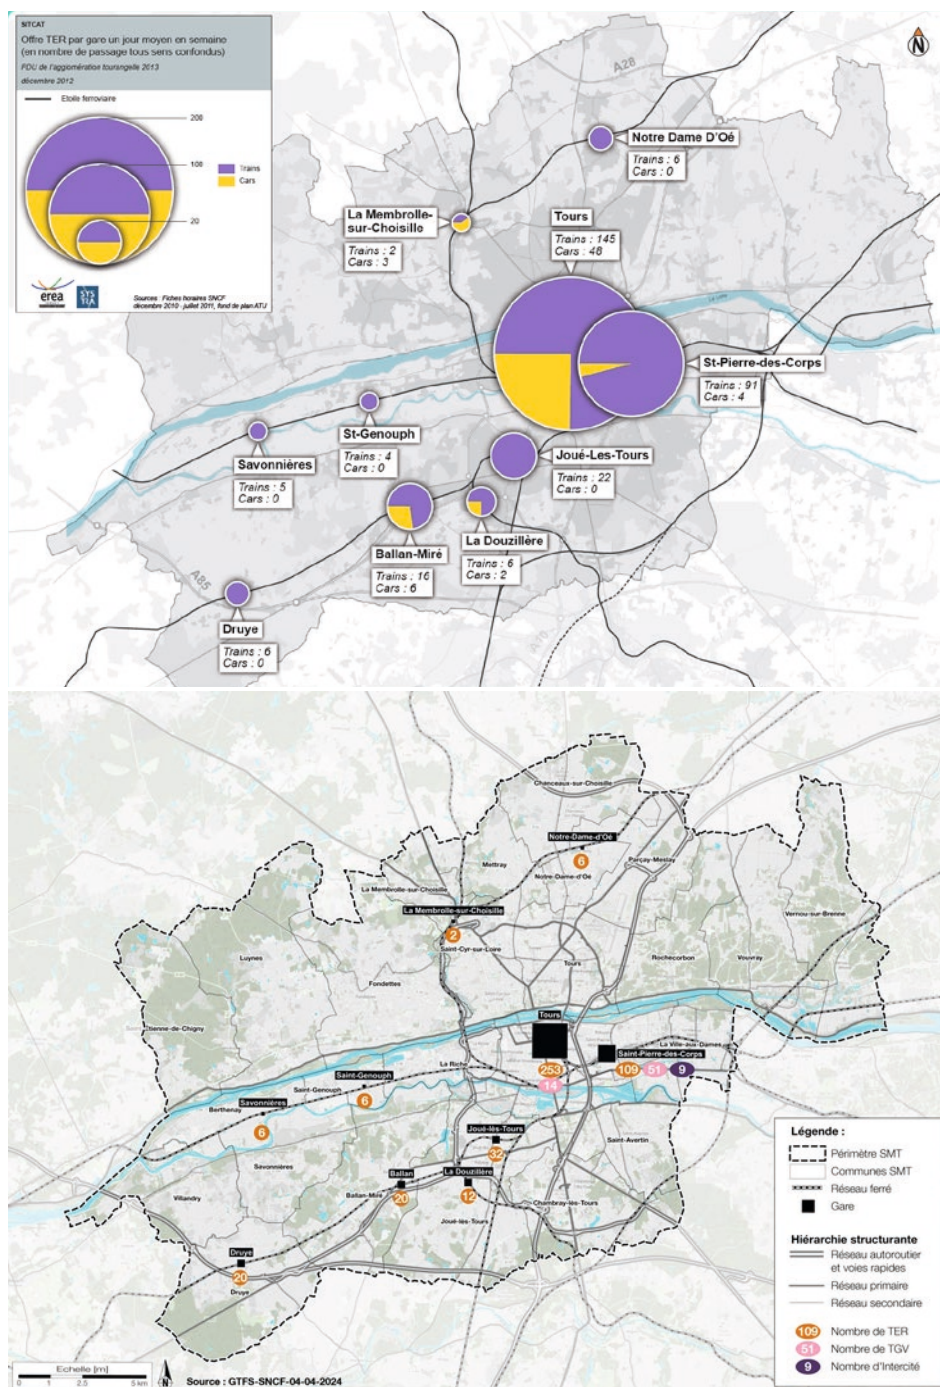 SITCAT
Offre TER par gare un jour moyen en semaine
(en nombre de passage tous sens confondus)
PDU de l'agglomération tourangelle 2013
décembre 2012
Etoile ferroviaire
200
100
20
Trains
Cars
erea
SYSTRA
Sources : Fiches horaires SNCF
décembre 2010 - juillet 2011, fond de plan ATU
N
A28
Notre Dame D'Oé
Trains : 6
Cars : 0
La Membrolle-
sur-Choisille
Trains : 2
Cars : 3
Tours
Trains : 145
Cars : 48
La Loire
St-Pierre-des-Corps
Trains : 91
Cars : 4
St-Genouph
Trains : 4
Cars : 0
Savonnières
Trains : 5
Cars : 0
Joué-Les-Tours
Trains : 22
Cars : 0
Ballan-Miré
Trains : 16
Cars : 6
La Douzillère
Trains : 6
Cars : 2
A85
A10
Druye
Trains : 6
Cars : 0
Chanceaux-sur-Choisille
Notre-Dame-d'Oé
6
Notre-Dame-d'Oé
Mettray
Parçay-Meslay
La Membrolle-sur-Choisille
La Membrolle-sur-Choisille
2
Saint-Cyr-sur-Loire
Vernou-sur-Brenne
Luynes
Tours
Rochecorbon
Vouvray
Fondettes
Saint-Etienne-de-Chigny
Tours
La Ville-aux-Dames
Saint-Pierre-des-Corps
253
14
109
51
9
La Riche
Saint-Genouph
Saint-Genouph
6
Savonnières
Berthenay
6
Joué-lès-Tours
32
Saint-Avertin
Savonnières
Ballan
La Douzillère
Villandry
Ballan-Miré
20
12
Chambray-lès-Tours
Joué-lès-Tours
Druye
20
Druye
Légende :
Périmètre SMT
Communes SMT
Réseau ferré
Gare
Hiérarchie structurante
Réseau autoroutier
et voies rapides
Réseau primaire
Réseau secondaire
109 Nombre de TER
51 Nombre de TGV
9 Nombre d'Intercité
Echelle [m]
0 1 2.5 5 km
N
Source : GTFS-SNCF-04-04-2024